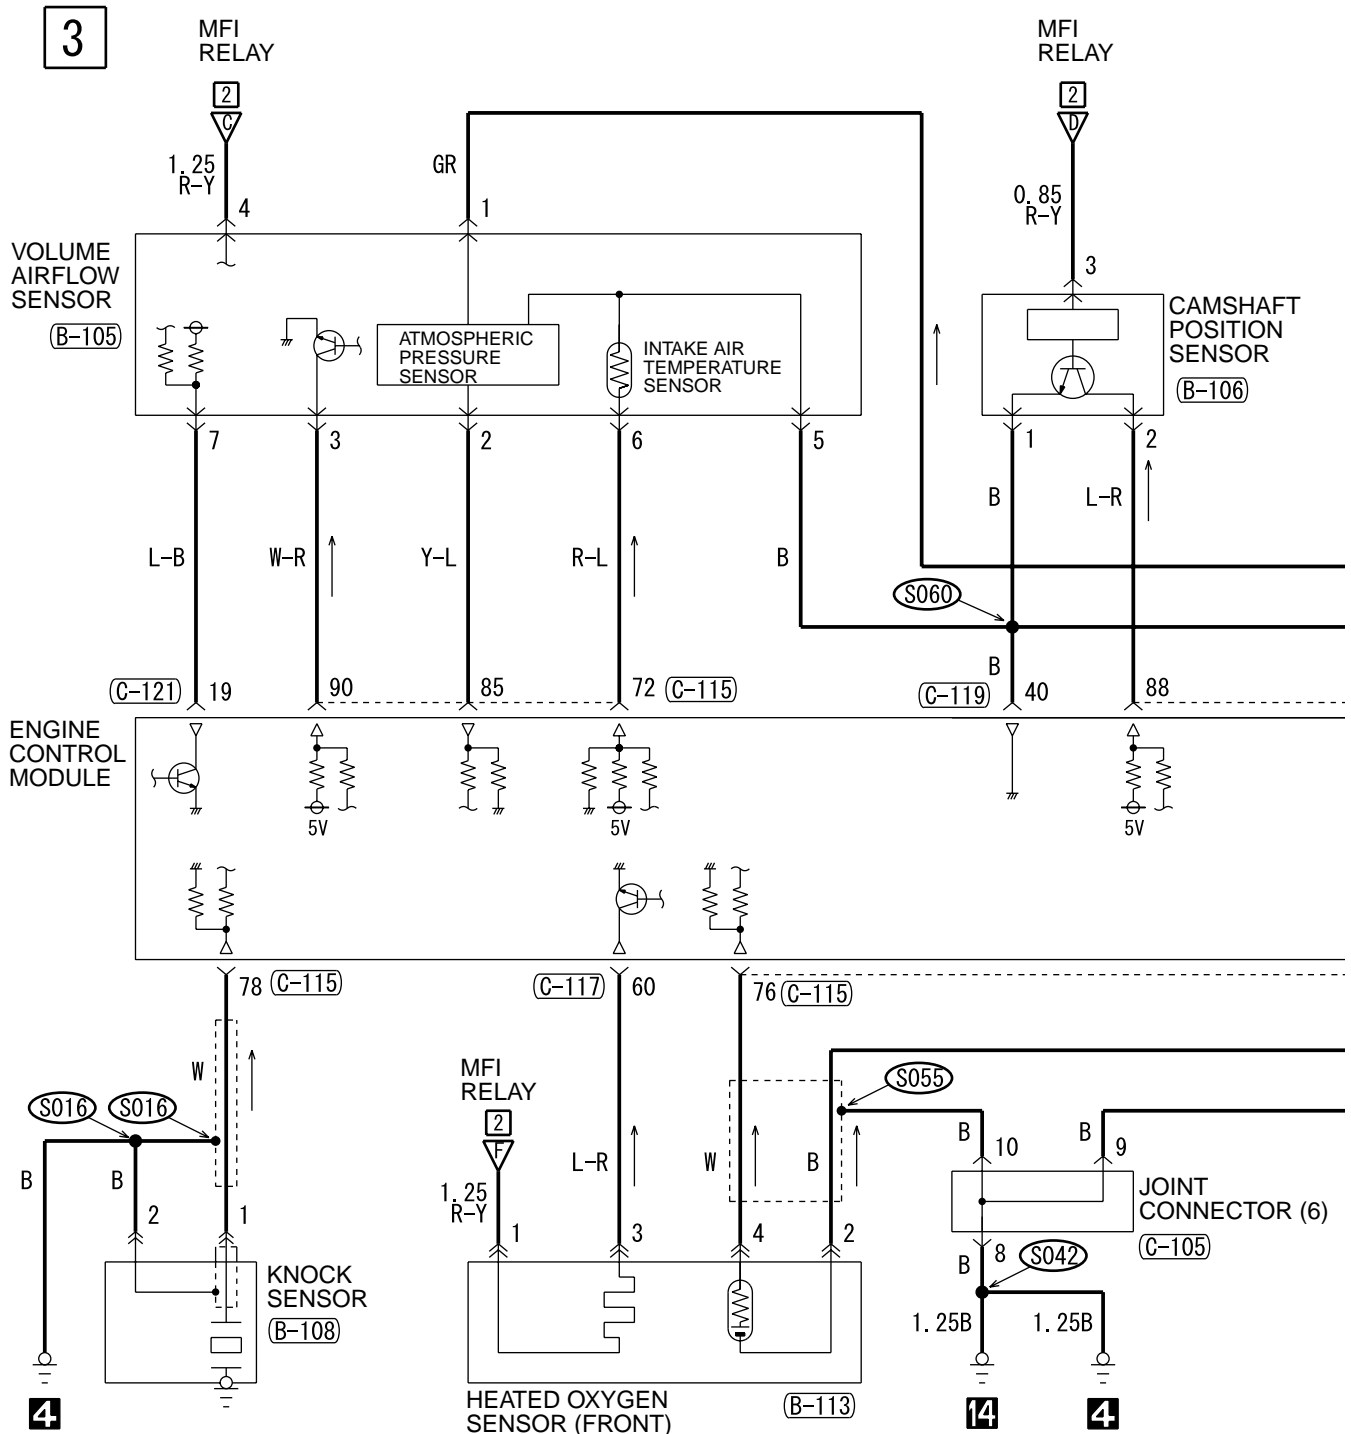 3
MFI
RELAY
2
C
1.25
R-Y
4
GR
1
MFI
RELAY
2
D
0.85
R-Y
3
VOLUME
AIRFLOW
SENSOR
B-105
ATMOSPHERIC
PRESSURE
SENSOR
INTAKE AIR
TEMPERATURE
SENSOR
CAMSHAFT
POSITION
SENSOR
B-106
7
3
2
6
5
1
2
B
L-R
L-B
W-R
Y-L
R-L
B
S060
B
C-121
19
90
85
72
C-115
C-119
40
88
ENGINE
CONTROL
MODULE
5V
5V
5V
78
C-115
C-117
60
76
C-115
W
MFI
RELAY
2
F
1.25
R-Y
S016
S016
B
B
2
1
L-R
W
B
S055
B
10
B
9
1
3
4
2
JOINT
CONNECTOR (6)
C-105
8
B
S042
1.25B
1.25B
KNOCK
SENSOR
B-108
4
HEATED OXYGEN
SENSOR (FRONT)
B-113
14
4